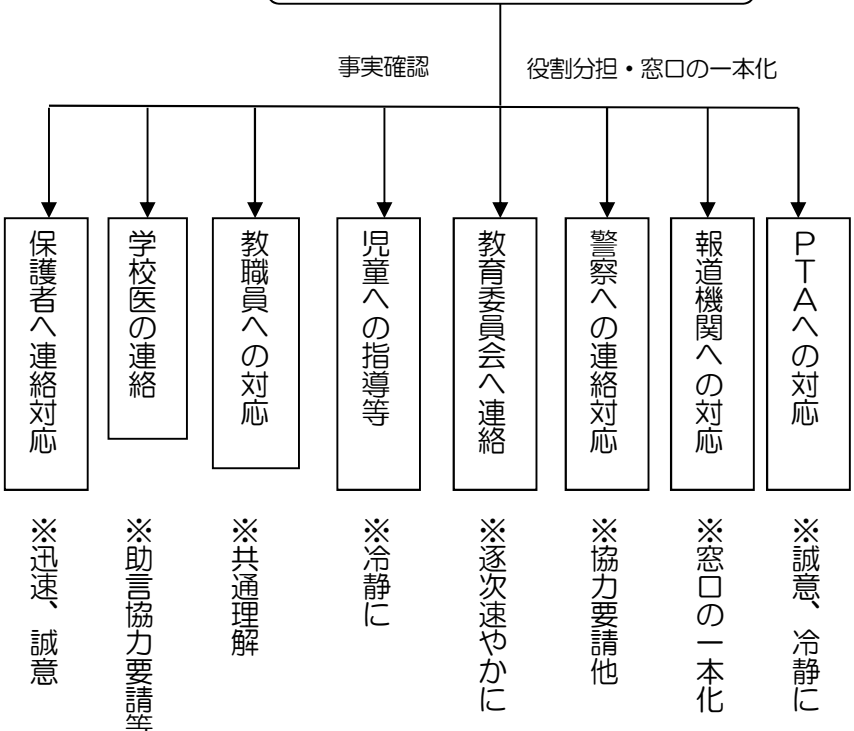 事実確認
役割分担・窓口の一本化
保護者へ連絡対応
学校医の連絡
教職員への対応
児童への指導等
教育委員会へ連絡
警察への連絡対応
報道機関への対応
PTAへの対応
※迅速、誠意
※助言協力要請等
※共通理解
※冷静に
※逐次速やかに
※協力要請他
※窓口の一本化
※誠意、冷静に